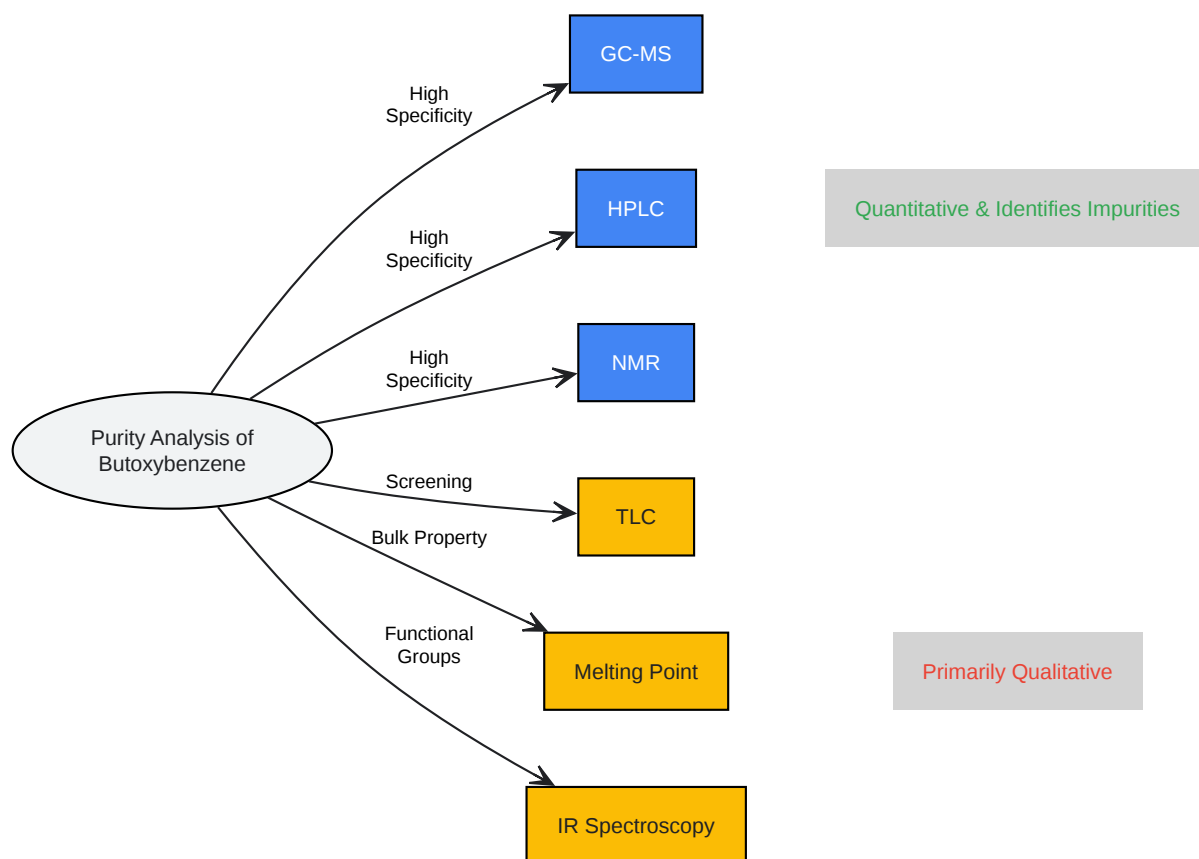 GC-MS
High
Specificity
HPLC
Quantitative & Identifies Impurities
High
Specificity
NMR
High
Specificity
Purity Analysis of
Butoxybenzene
Screening
TLC
Bulk Property
Functional
Groups
Melting Point
Primarily Qualitative
IR Spectroscopy